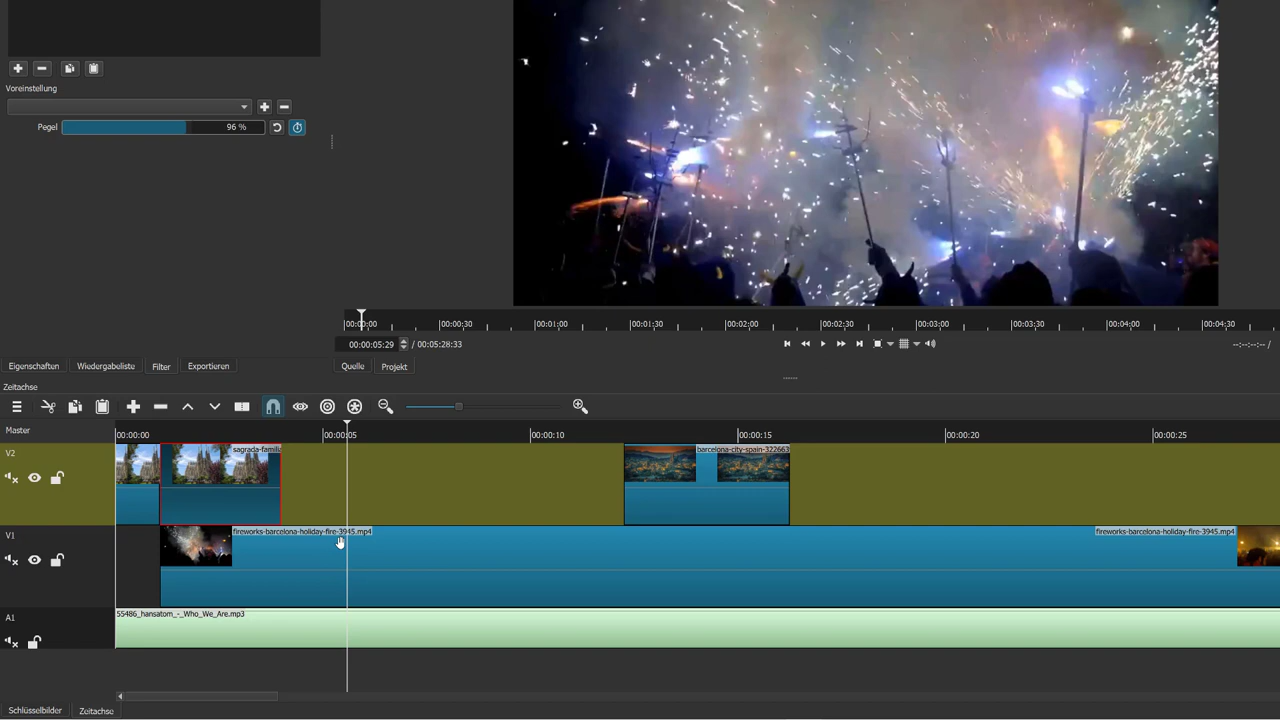 Voreinstellung
Pegel 96 %
00:00:00 00:00:30 00:01:00 00:01:30 00:02:00 00:02:30 00:03:00 00:03:30 00:04:00 00:04:30
00:00:05:29 / 00:05:28:33 --:--:--:-- /
Eigenschaften Wiedergabeliste Filter Exportieren Quelle Projekt
Zeitachse
Master 00:00:00 00:00:05 00:00:10 00:00:15 00:00:20 00:00:25
V2 sagrada-famili barcelona-city-spain-322663
V1 fireworks-barcelona-holiday-fire-3945.mp4 fireworks-barcelona-holiday-fire-3945.mp4
A1 55486_hansatom_-_Who_We_Are.mp3
Schlüsselbilder Zeitachse